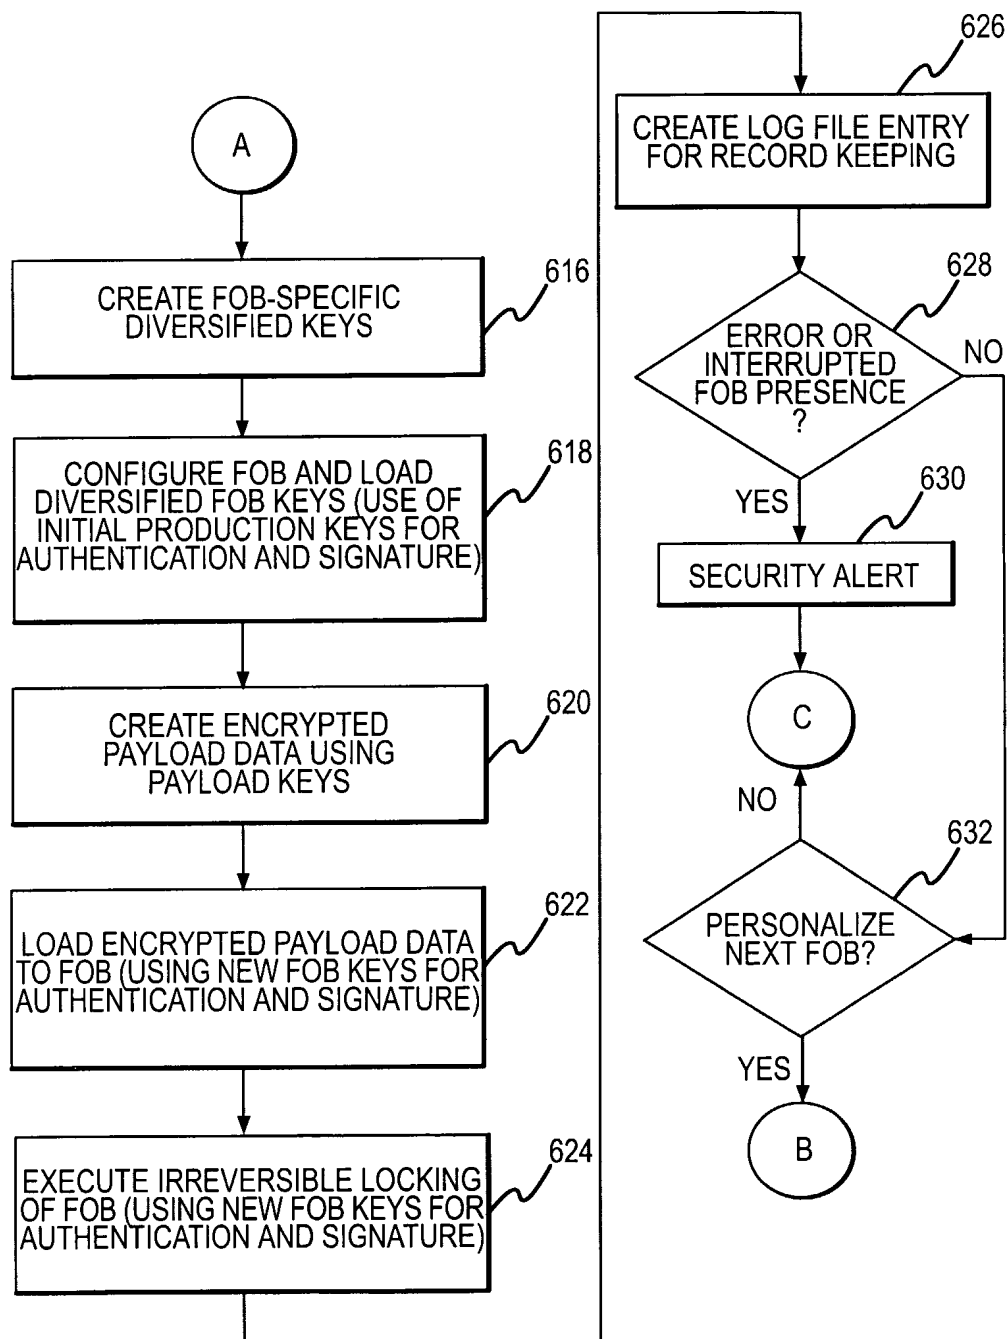 A
CREATE FOB-SPECIFIC
DIVERSIFIED KEYS
616
CONFIGURE FOB AND LOAD
DIVERSIFIED FOB KEYS (USE OF
INITIAL PRODUCTION KEYS FOR
AUTHENTICATION AND SIGNATURE)
618
CREATE ENCRYPTED
PAYLOAD DATA USING
PAYLOAD KEYS
620
LOAD ENCRYPTED PAYLOAD DATA
TO FOB (USING NEW FOB KEYS FOR
AUTHENTICATION AND SIGNATURE)
622
EXECUTE IRREVERSIBLE LOCKING
OF FOB (USING NEW FOB KEYS FOR
AUTHENTICATION AND SIGNATURE)
624
626
CREATE LOG FILE ENTRY
FOR RECORD KEEPING
628
ERROR OR
INTERRUPTED
FOB PRESENCE
?
NO
YES
630
SECURITY ALERT
C
NO
632
PERSONALIZE
NEXT FOB?
YES
B